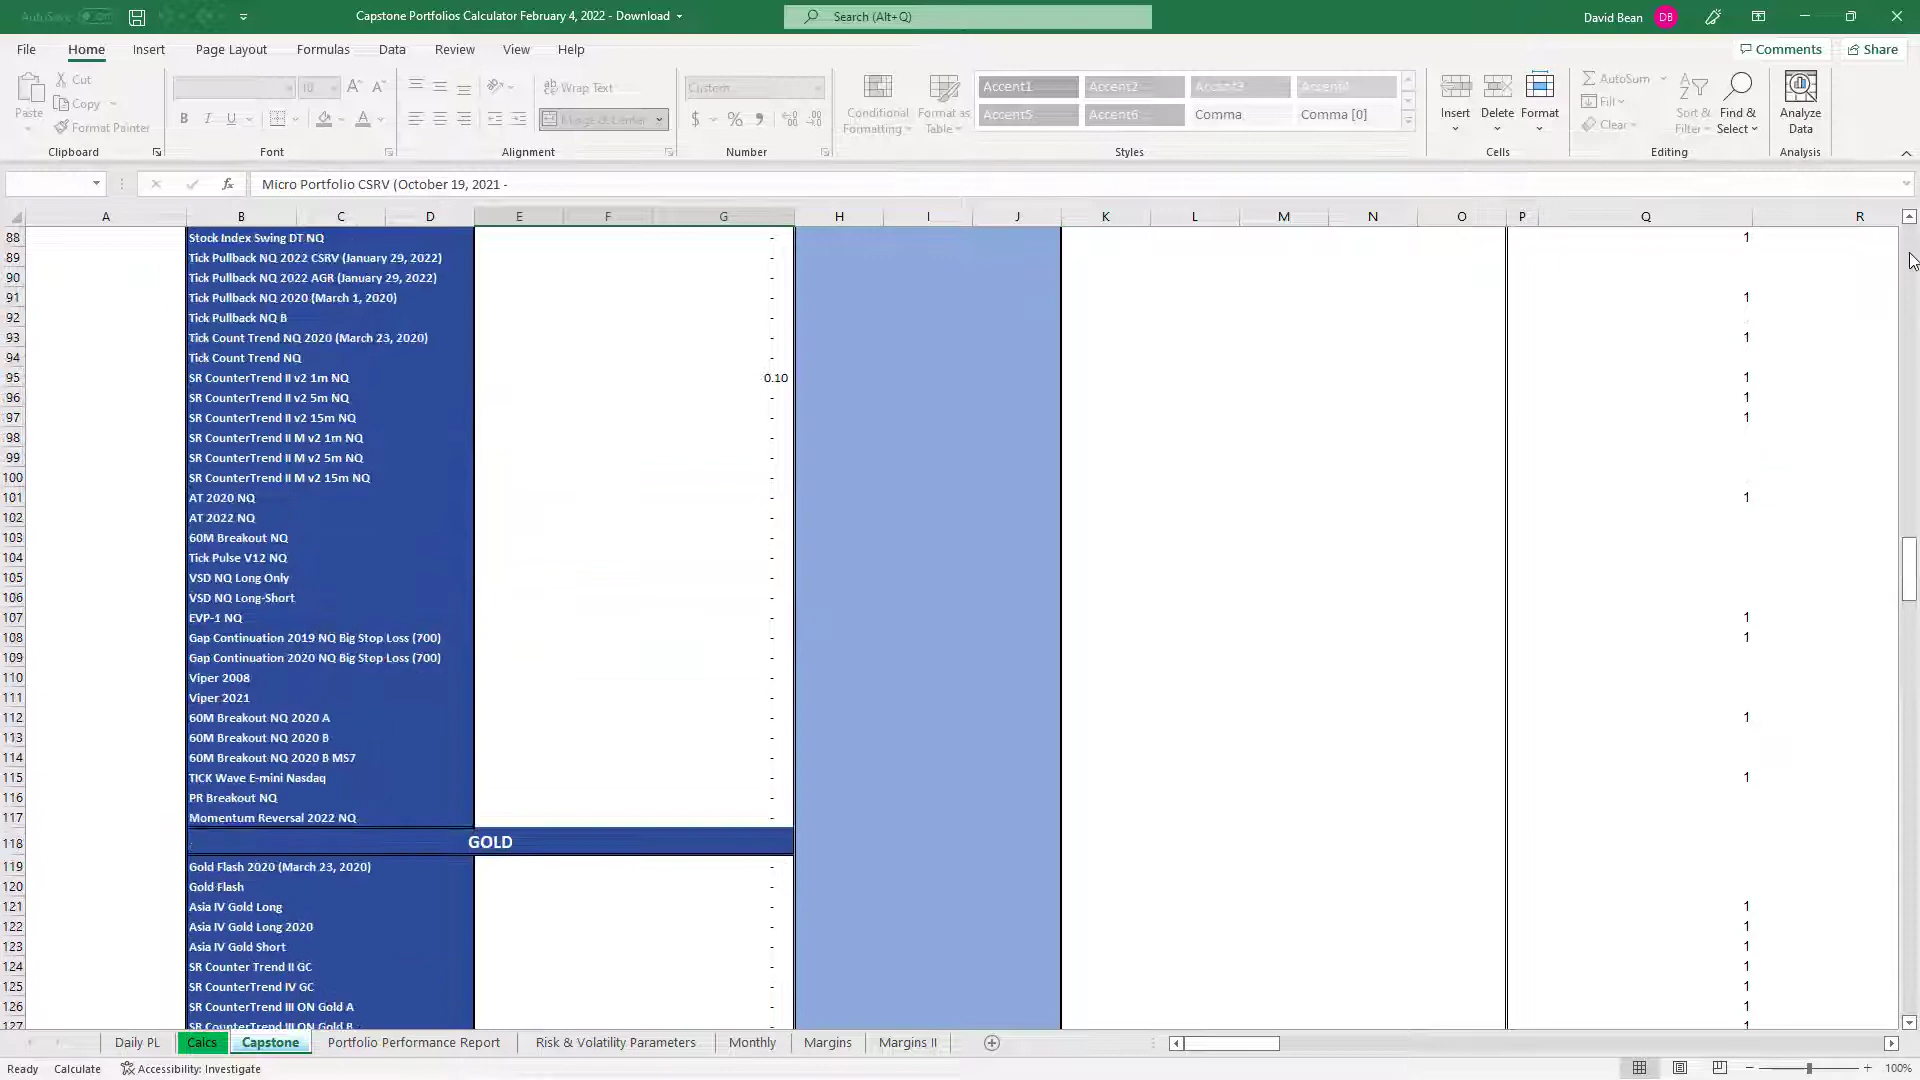 AutoSave Off
Capstone Portfolios Calculator February 4, 2022 - Download
Search (Alt+Q)
David Bean DB
File Home Insert Page Layout Formulas Data Review View Help Comments Share
Paste Cut Copy Format Painter
Clipboard
10
Font
Wrap Text
Merge & Center
Alignment
Custom
Number
Conditional Formatting
Format as Table
Accent1 Accent2 Accent3 Accent4
Accent5 Accent6 Comma Comma [0]
Styles
Insert Delete Format
Cells
AutoSum Fill Clear
Sort & Filter
Find & Select
Editing
Analyze Data
Analysis
fx Micro Portfolio CSRV (October 19, 2021 -
A B C D E F G H I J K L M N O P Q R
88 Stock Index Swing DT NQ - 1
89 Tick Pullback NQ 2022 CSRV (January 29, 2022) -
90 Tick Pullback NQ 2022 AGR (January 29, 2022) -
91 Tick Pullback NQ 2020 (March 1, 2020) - 1
92 Tick Pullback NQ B -
93 Tick Count Trend NQ 2020 (March 23, 2020) - 1
94 Tick Count Trend NQ -
95 SR CounterTrend II v2 1m NQ 0.10 1
96 SR CounterTrend II v2 5m NQ - 1
97 SR CounterTrend II v2 15m NQ - 1
98 SR CounterTrend II M v2 1m NQ -
99 SR CounterTrend II M v2 5m NQ -
100 SR CounterTrend II M v2 15m NQ -
101 AT 2020 NQ - 1
102 AT 2022 NQ -
103 60M Breakout NQ -
104 Tick Pulse V12 NQ -
105 VSD NQ Long Only -
106 VSD NQ Long-Short -
107 EVP-1 NQ - 1
108 Gap Continuation 2019 NQ Big Stop Loss (700) - 1
109 Gap Continuation 2020 NQ Big Stop Loss (700) -
110 Viper 2008 -
111 Viper 2021 -
112 60M Breakout NQ 2020 A - 1
113 60M Breakout NQ 2020 B -
114 60M Breakout NQ 2020 B MS7 -
115 TICK Wave E-mini Nasdaq - 1
116 PR Breakout NQ -
117 Momentum Reversal 2022 NQ -
118 GOLD
119 Gold Flash 2020 (March 23, 2020) -
120 Gold Flash -
121 Asia IV Gold Long - 1
122 Asia IV Gold Long 2020 - 1
123 Asia IV Gold Short - 1
124 SR Counter Trend II GC - 1
125 SR CounterTrend IV GC - 1
126 SR CounterTrend III ON Gold A - 1
127 SR CounterTrend III ON Gold B - 1
Daily PL Calcs Capstone Portfolio Performance Report Risk & Volatility Parameters Monthly Margins Margins II
Ready Calculate Accessibility: Investigate 100%